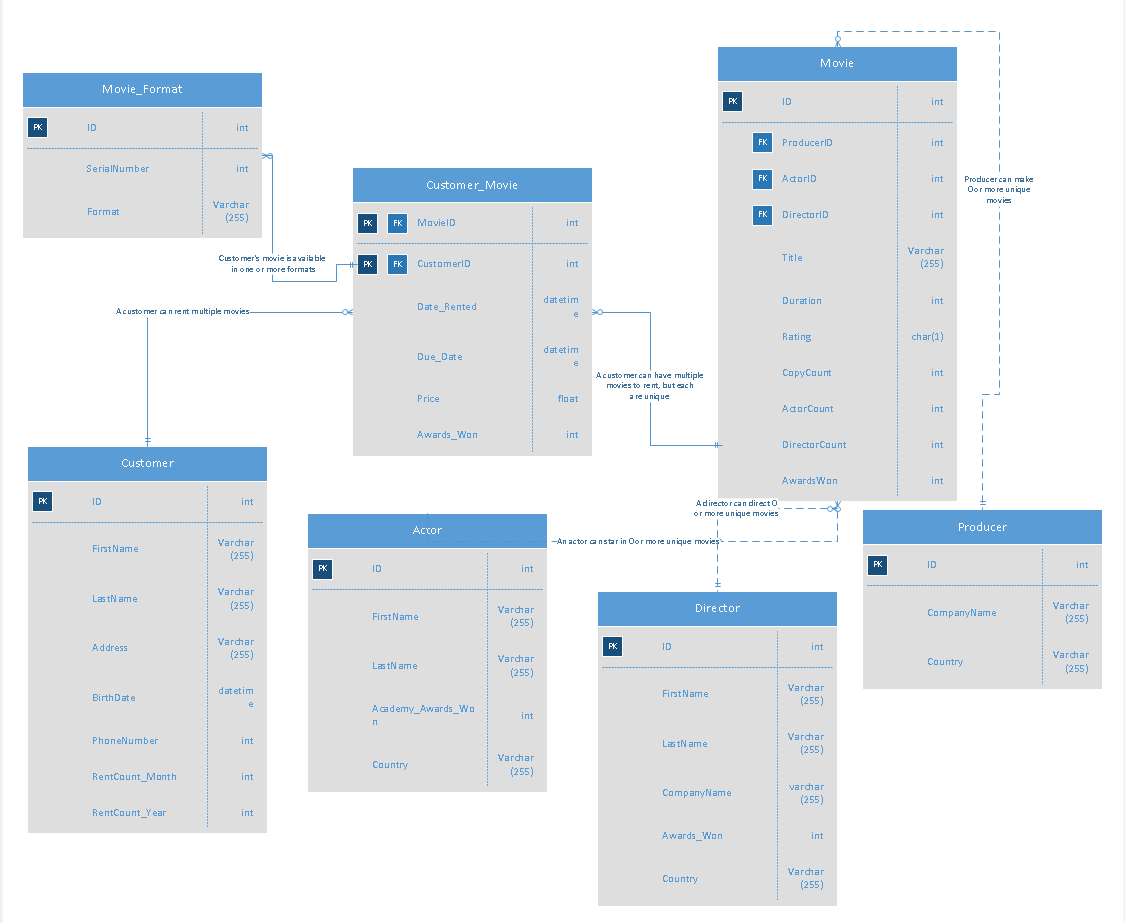 Movie_Format
PK ID int
SerialNumber int
Format Varchar
(255)
Customer_Movie
PK FK MovieID int
PK FK CustomerID int
Date_Rented datetim
e
Due_Date datetim
e
Price float
Awards_Won int
Movie
PK ID int
FK ProducerID int
FK ActorID int
FK DirectorID int
Title Varchar
(255)
Duration int
Rating char(1)
CopyCount int
ActorCount int
DirectorCount int
AwardsWon int
Producer can make
0 or more unique
movies
Customer's movie is available
in one or more formats
A customer can rent multiple movies
A customer can have multiple
movies to rent, but each
are unique
A director can direct 0
or more unique movies
An actor can star in 0 or more unique movies
Customer
PK ID int
FirstName Varchar
(255)
LastName Varchar
(255)
Address Varchar
(255)
BirthDate datetim
e
PhoneNumber int
RentCount_Month int
RentCount_Year int
Actor
PK ID int
FirstName Varchar
(255)
LastName Varchar
(255)
Academy_Awards_Wo
n int
Country Varchar
(255)
Director
PK ID int
FirstName Varchar
(255)
LastName Varchar
(255)
CompanyName varchar
(255)
Awards_Won int
Country Varchar
(255)
Producer
PK ID int
CompanyName Varchar
(255)
Country Varchar
(255)